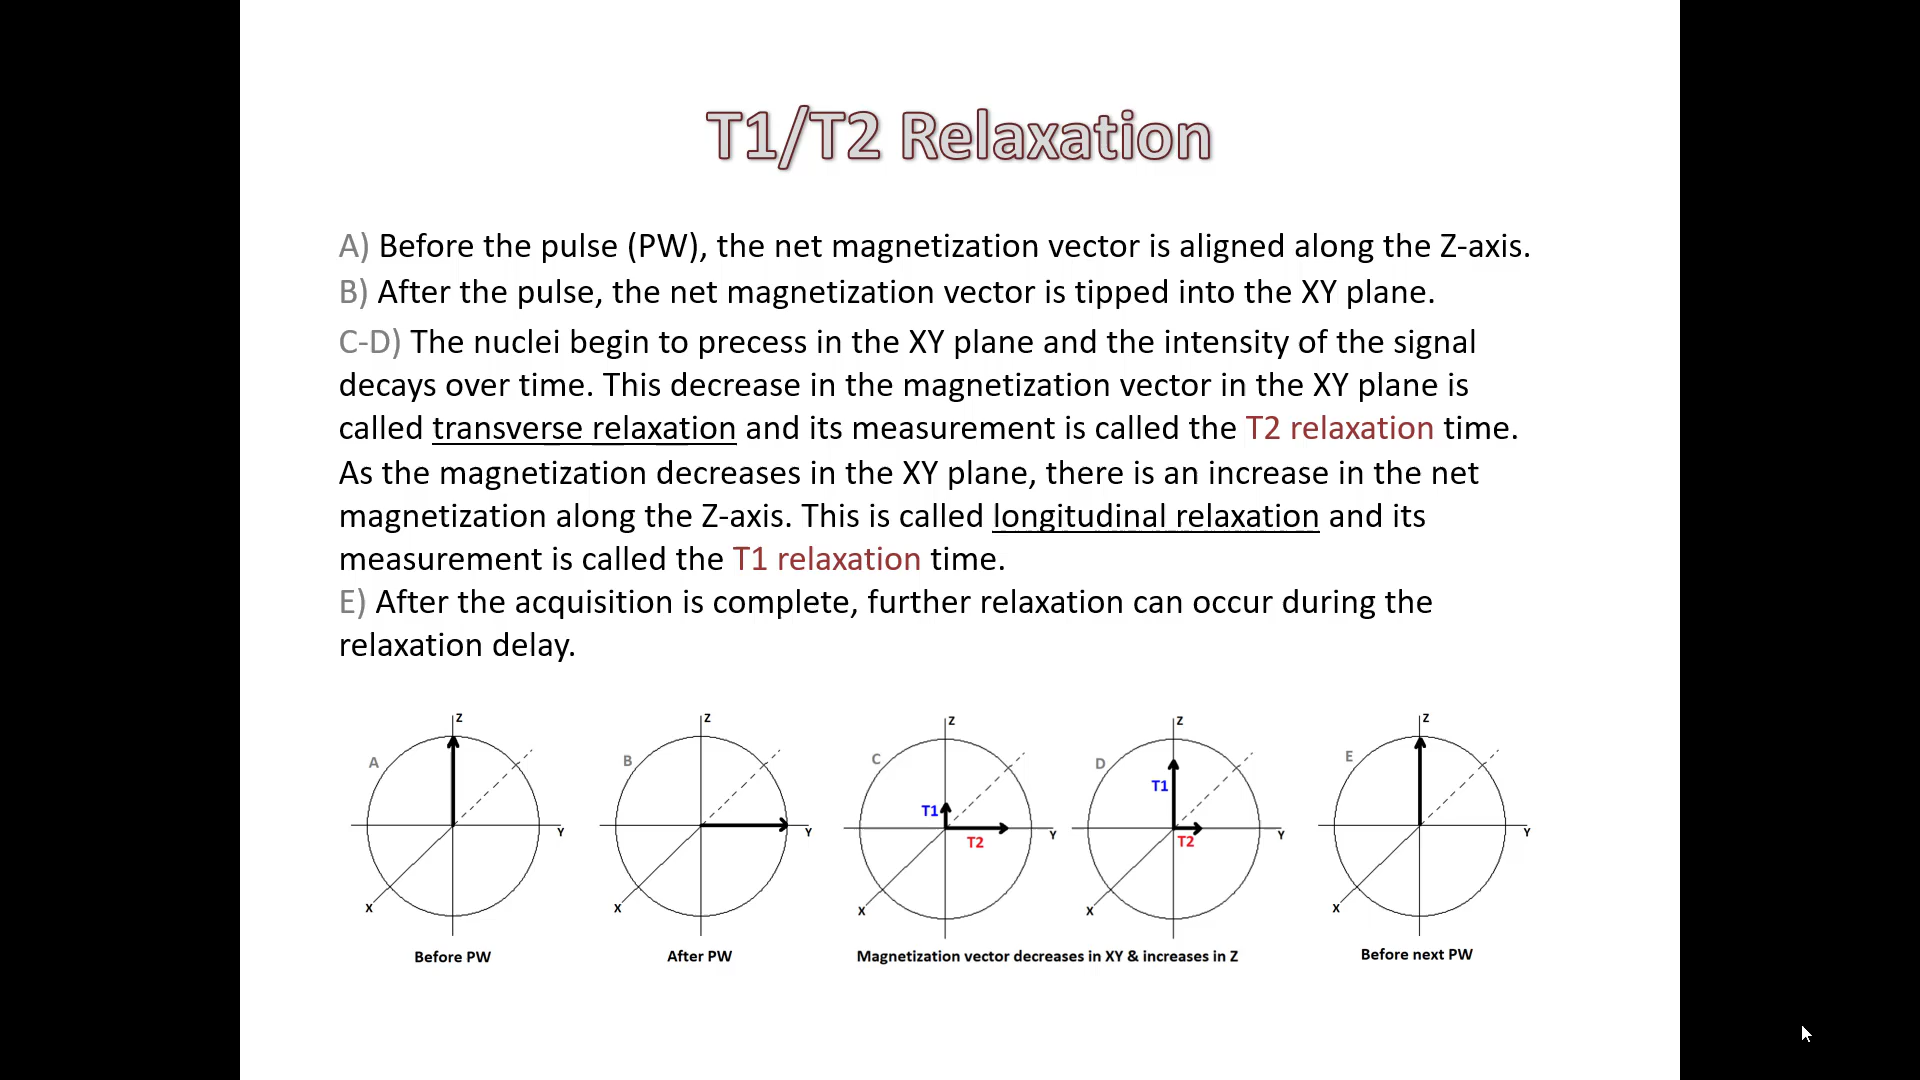 T1/T2 Relaxation
A) Before the pulse (PW), the net magnetization vector is aligned along the Z-axis.
B) After the pulse, the net magnetization vector is tipped into the XY plane.
C-D) The nuclei begin to precess in the XY plane and the intensity of the signal
decays over time. This decrease in the magnetization vector in the XY plane is
called transverse relaxation and its measurement is called the T2 relaxation time.
As the magnetization decreases in the XY plane, there is an increase in the net
magnetization along the Z-axis. This is called longitudinal relaxation and its
measurement is called the T1 relaxation time.
E) After the acquisition is complete, further relaxation can occur during the
relaxation delay.
A
Z
Y
X
Before PW
B
Z
Y
X
After PW
C
Z
T1
T2
Y
X
D
Z
T1
T2
Y
X
Magnetization vector decreases in XY & increases in Z
E
Z
Y
X
Before next PW